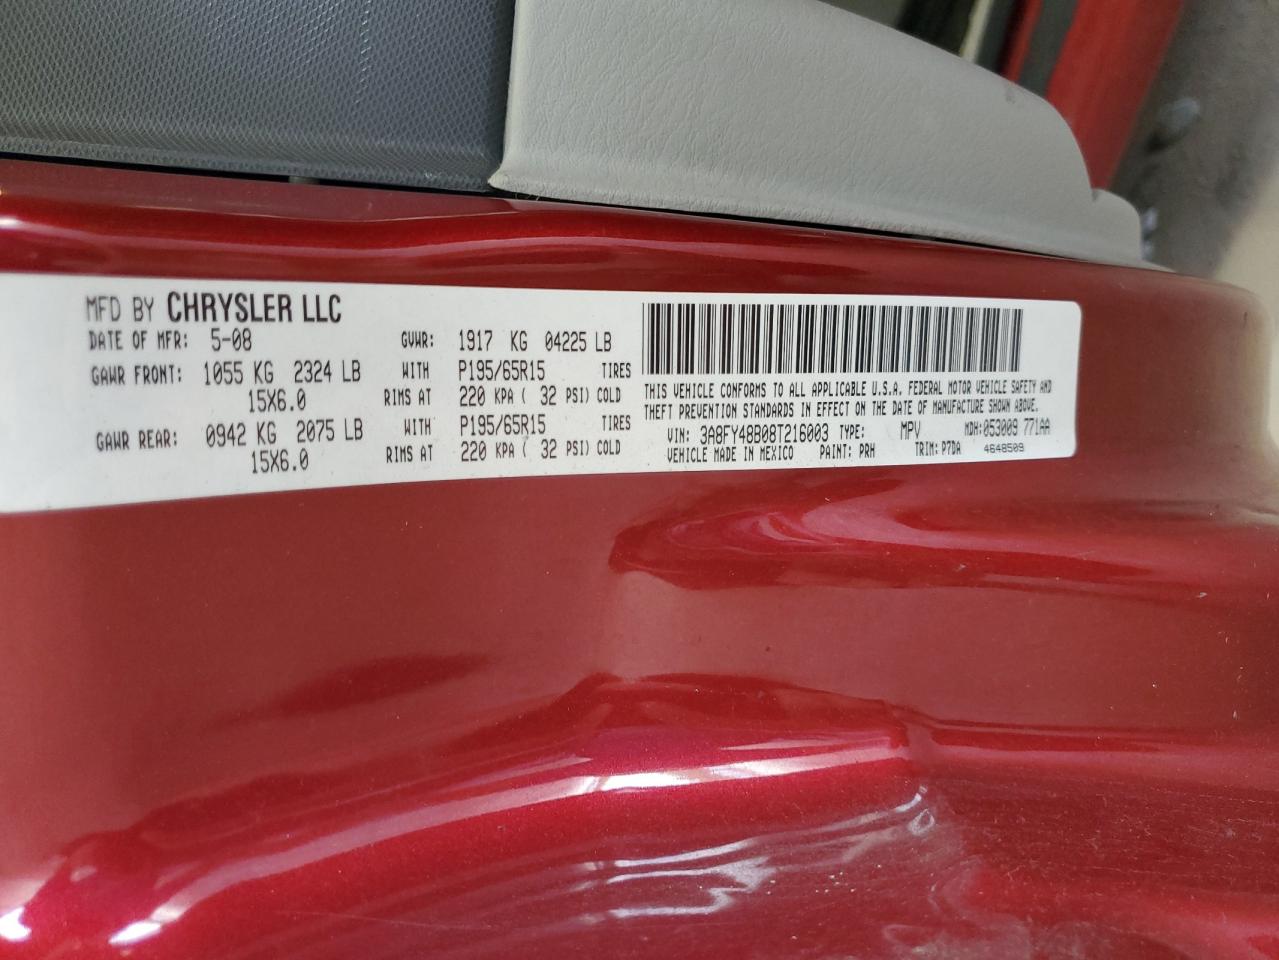 MFD BY CHRYSLER LLC
DATE OF MFR: 5-08 GVWR: 1917 KG 04225 LB
GAWR FRONT: 1055 KG 2324 LB WITH P195/65R15 TIRES
15X6.0 RIMS AT 220 KPA ( 32 PSI) COLD
GAWR REAR: 0942 KG 2075 LB WITH P195/65R15 TIRES
15X6.0 RIMS AT 220 KPA ( 32 PSI) COLD
THIS VEHICLE CONFORMS TO ALL APPLICABLE U.S.A. FEDERAL MOTOR VEHICLE SAFETY AND
THEFT PREVENTION STANDARDS IN EFFECT ON THE DATE OF MANUFACTURE SHOWN ABOVE.
VIN: 3A8FY48B08T216003 TYPE: MPV MDH:053009 771AA
VEHICLE MADE IN MEXICO PAINT: PRH TRIM: P7DA 4648509